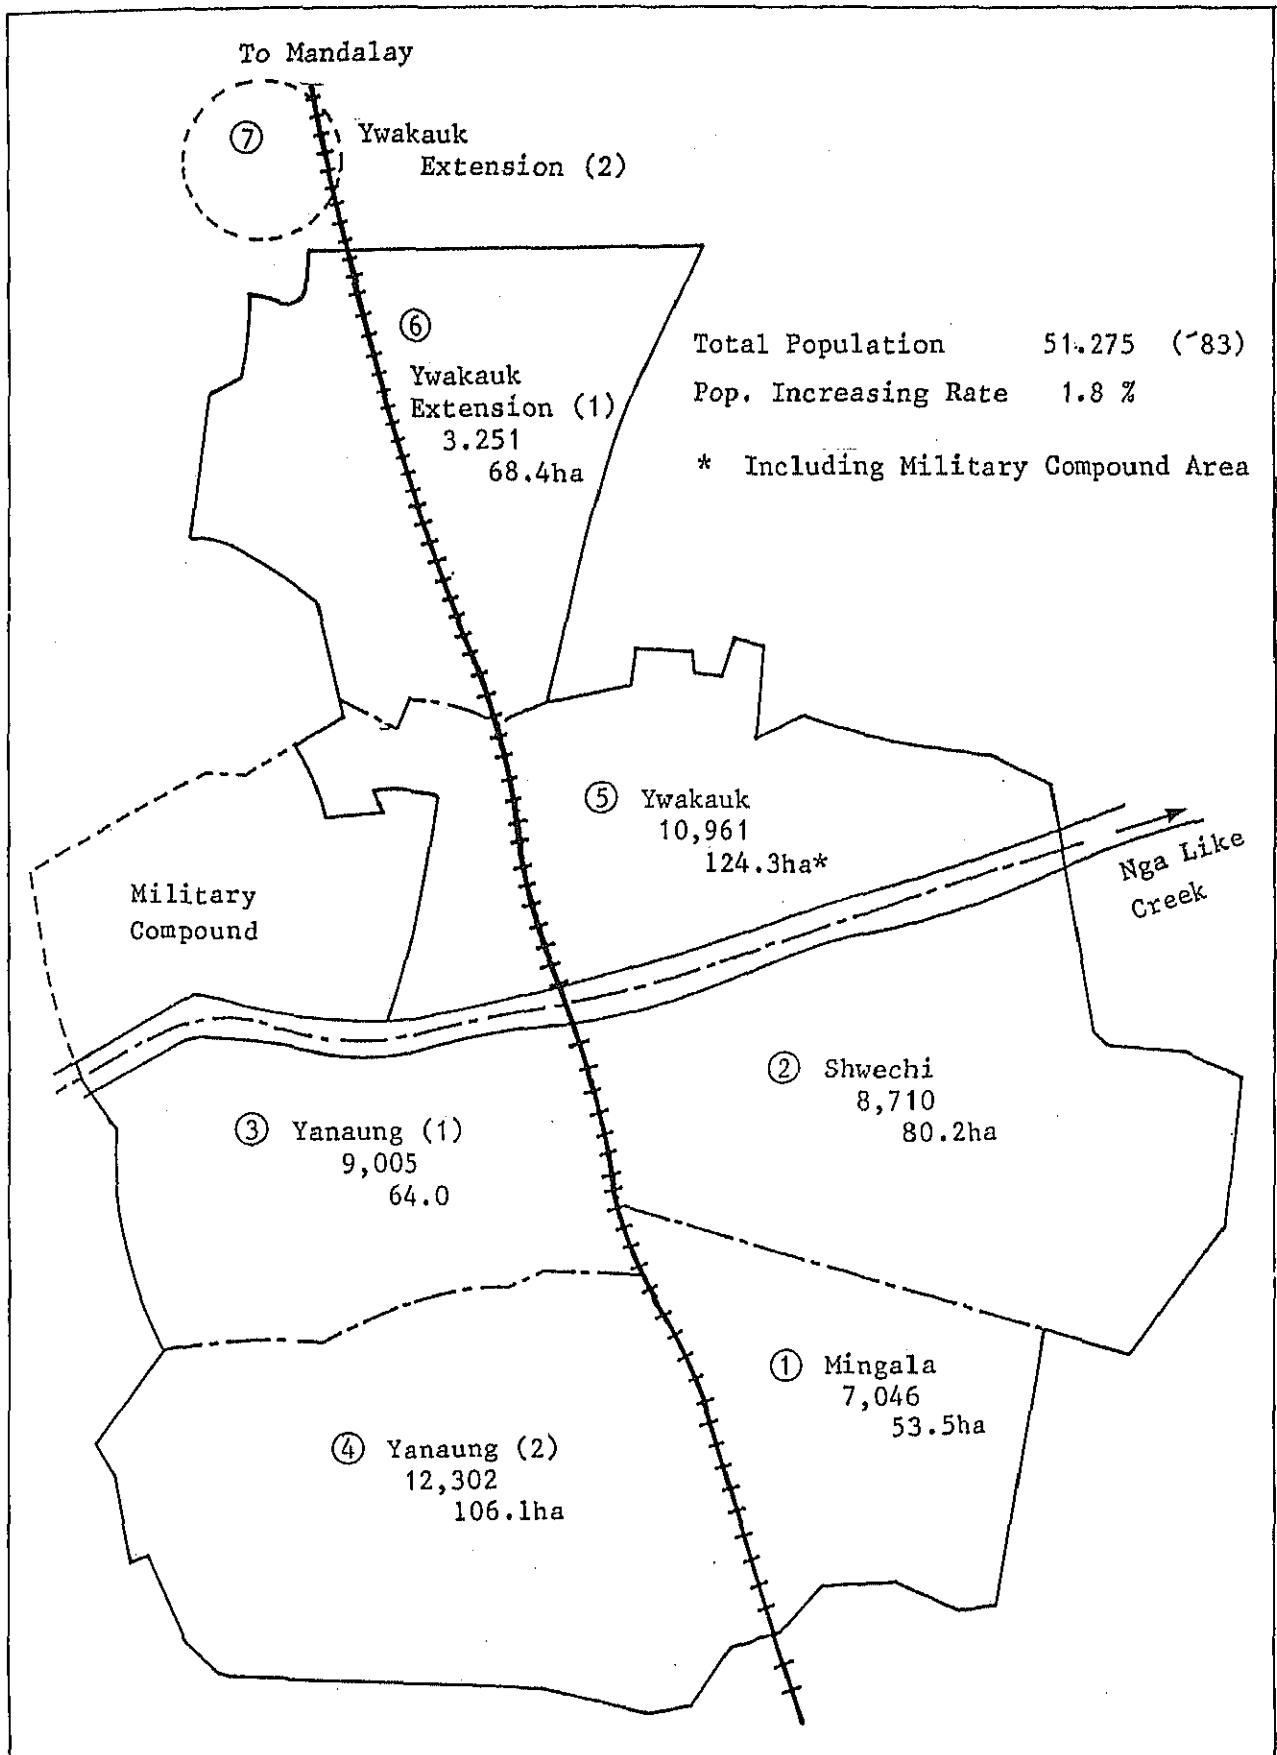 To Mandalay
⑦
Ywakauk
Extension (2)
⑥
Ywakauk
Extension (1)
3.251
68.4ha
Total Population 51.275 (´83)
Pop. Increasing Rate 1.8 %
* Including Military Compound Area
⑤ Ywakauk
10,961
124.3ha*
Nga Like
Creek
Military
Compound
② Shwechi
8,710
80.2ha
③ Yanaung (1)
9,005
64.0
① Mingala
7,046
53.5ha
④ Yanaung (2)
12,302
106.1ha